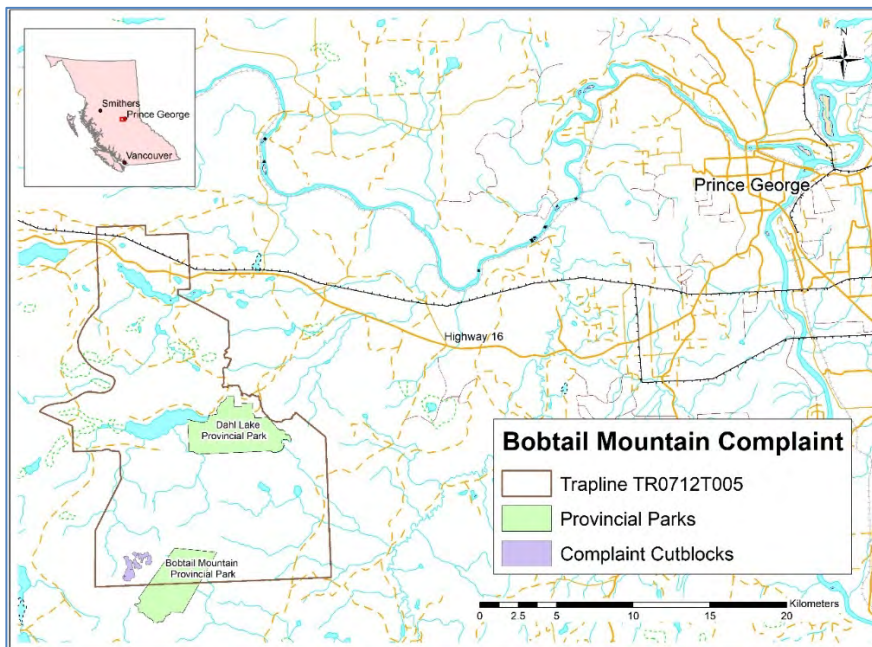 Smithers
Prince George
Vancouver
N
Prince George
Highway 16
Dahl Lake
Provincial Park
Bobtail Mountain
Provincial Park
Bobtail Mountain Complaint
Trapline TR0712T005
Provincial Parks
Complaint Cutblocks
0 2.5 5 10 15 20 Kilometers